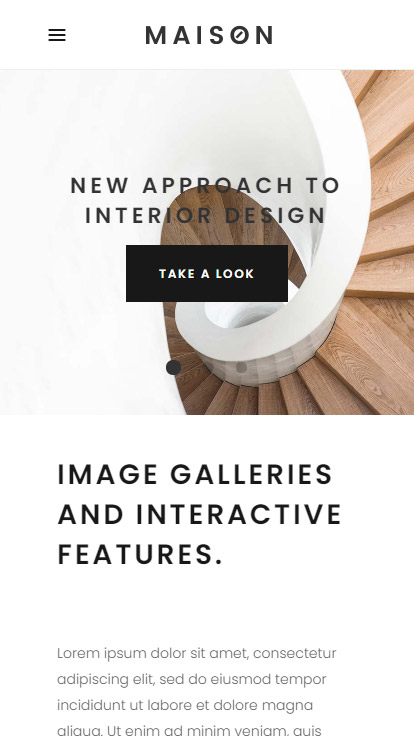 MAISON
NEW APPROACH TO
INTERIOR DESIGN
TAKE A LOOK
IMAGE GALLERIES
AND INTERACTIVE
FEATURES.
Lorem ipsum dolor sit amet, consectetur
adipiscing elit, sed do eiusmod tempor
incididunt ut labore et dolore magna
aliqua. Ut enim ad minim veniam, quis